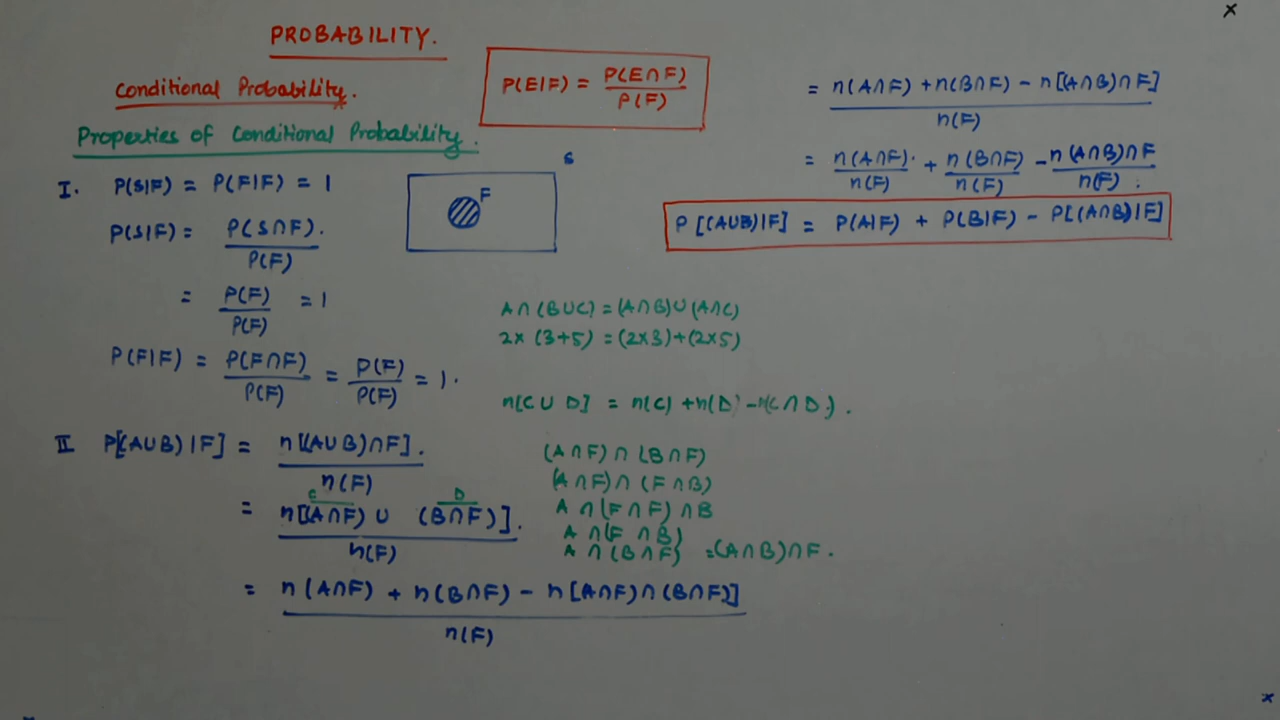 PROBABILITY.
Conditional Probability.
P(E|F) = P(E∩F) / P(F)
Properties of Conditional Probability.
I. P(S|F) = P(F|F) = 1
S
F
P(S|F) = P(S∩F). / P(F)
= P(F) / P(F) = 1
P(F|F) = P(F∩F) / P(F) = P(F) / P(F) = 1.
II P[(A∪B)|F] = n[(A∪B)∩F]. / n(F)
C D
= n[(A∩F) ∪ (B∩F)]. / n(F)
= n(A∩F) + n(B∩F) - n[A∩F)∩(B∩F)] / n(F)
A∩(B∪C) = (A∩B)∪(A∩C)
2×(3+5) = (2×3)+(2×5)
n[C∪D] = n(C) + n(D) - n(C∩D).
(A∩F)∩(B∩F)
(A∩F)∩(F∩B)
A∩(F∩F)∩B
A∩(F∩B)
A∩(B∩F) = (A∩B)∩F.
= n(A∩F) + n(B∩F) - n[(A∩B)∩F] / n(F)
= n(A∩F). / n(F) + n(B∩F) / n(F) - n(A∩B)∩F / n(F).
P[(A∪B)|F] = P(A|F) + P(B|F) - P[(A∩B)|F]